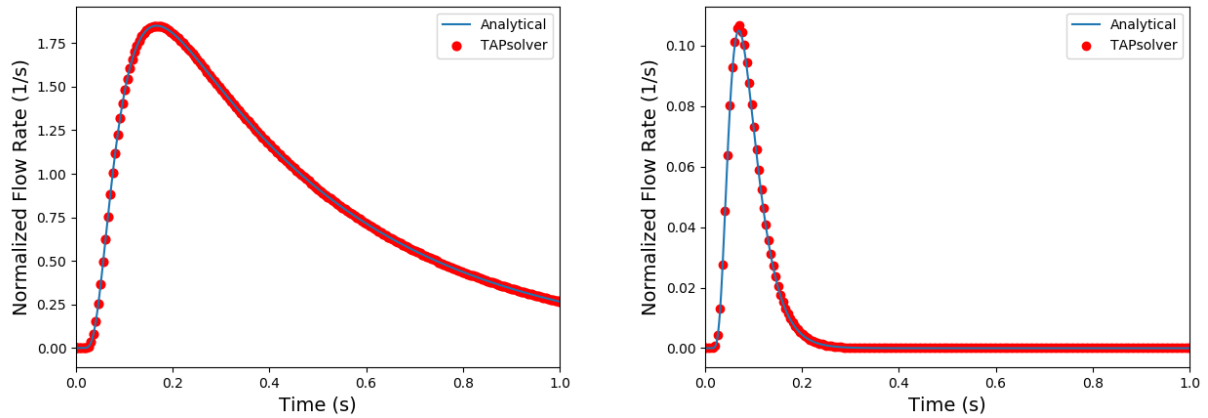 Analytical
TAPsolver
1.75
1.50
1.25
1.00
0.75
0.50
0.25
0.00
Normalized Flow Rate (1/s)
0.0 0.2 0.4 0.6 0.8 1.0
Time (s)
Analytical
TAPsolver
0.10
0.08
0.06
0.04
0.02
0.00
Normalized Flow Rate (1/s)
0.0 0.2 0.4 0.6 0.8 1.0
Time (s)